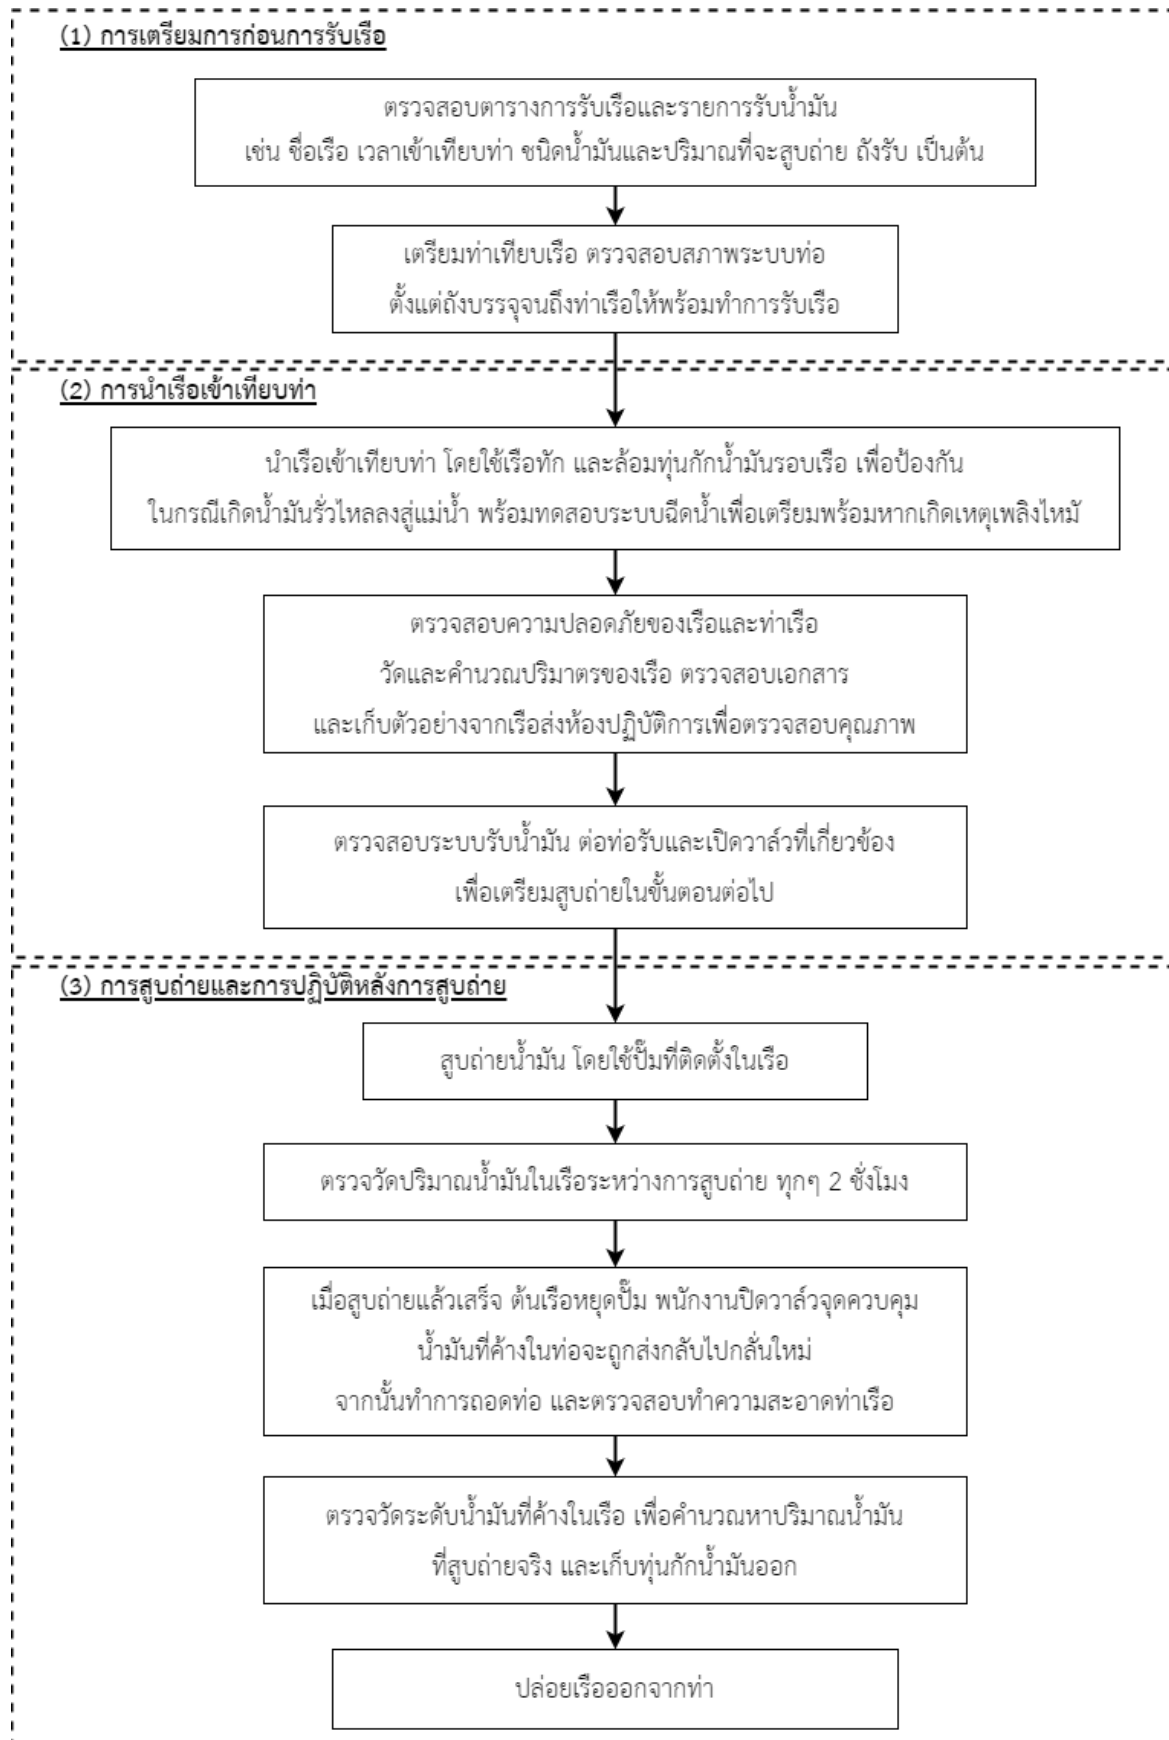 (1) การเตรียมการก่อนการรับเรือ
ตรวจสอบตารางการรับเรือและรายการรับน้ำมัน
เช่น ชื่อเรือ เวลาเข้าเทียบท่า ชนิดน้ำมันและปริมาณที่จะสูบถ่าย ถังรับ เป็นต้น
เตรียมท่าเทียบเรือ ตรวจสอบสภาพระบบท่อ
ตั้งแต่ถังบรรจุจนถึงท่าเรือให้พร้อมทำการรับเรือ
(2) การนำเรือเข้าเทียบท่า
นำเรือเข้าเทียบท่า โดยใช้เรือทัก และล้อมทุ่นกักน้ำมันรอบเรือ เพื่อป้องกัน
ในกรณีเกิดน้ำมันรั่วไหลลงสู่แม่น้ำ พร้อมทดสอบระบบฉีดน้ำเพื่อเตรียมพร้อมหากเกิดเหตุเพลิงไหมั
ตรวจสอบความปลอดภัยของเรือและท่าเรือ
วัดและคำนวณปริมาตรของเรือ ตรวจสอบเอกสาร
และเก็บตัวอย่างจากเรือส่งห้องปฏิบัติการเพื่อตรวจสอบคุณภาพ
ตรวจสอบระบบรับน้ำมัน ต่อท่อรับและเปิดวาล์วที่เกี่ยวข้อง
เพื่อเตรียมสูบถ่ายในขั้นตอนต่อไป
(3) การสูบถ่ายและการปฏิบัติหลังการสูบถ่าย
สูบถ่ายน้ำมัน โดยใช้ปั๊มที่ติดตั้งในเรือ
ตรวจวัดปริมาณน้ำมันในเรือระหว่างการสูบถ่าย ทุกๆ 2 ชั่งโมง
เมื่อสูบถ่ายแล้วเสร็จ ต้นเรือหยุดปั๊ม พนักงานปิดวาล์วจุดควบคุม
น้ำมันที่ค้างในท่อจะถูกส่งกลับไปกลั่นใหม่
จากนั้นทำการถอดท่อ และตรวจสอบทำความสะอาดท่าเรือ
ตรวจวัดระดับน้ำมันที่ค้างในเรือ เพื่อคำนวณหาปริมาณน้ำมัน
ที่สูบถ่ายจริง และเก็บทุ่นกักน้ำมันออก
ปล่อยเรือออกจากท่า